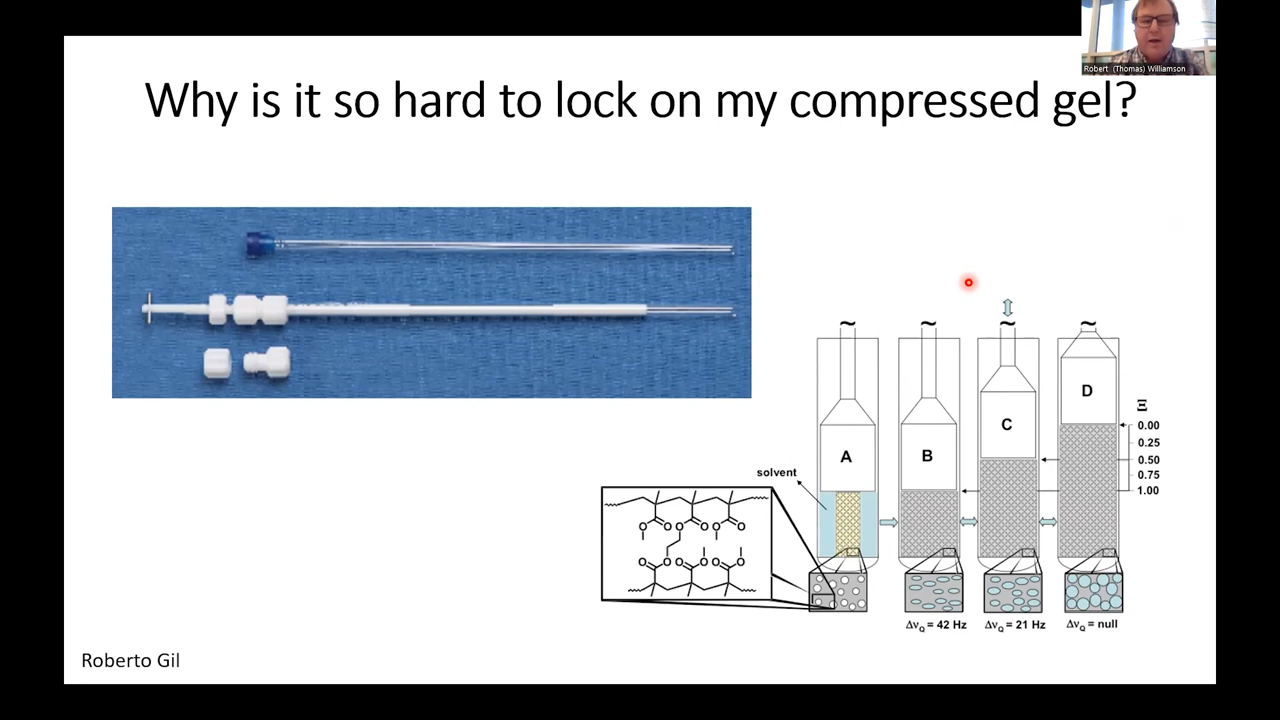 Robert (Thomas) Williamson
Why is it so hard to lock on my compressed gel?
~ ~ ~ ~
A B C D
Ξ
0.00
0.25
0.50
0.75
1.00
solvent
O O O O O O
O O O O O O
Δν_Q = 42 Hz Δν_Q = 21 Hz Δν_Q = null
Roberto Gil